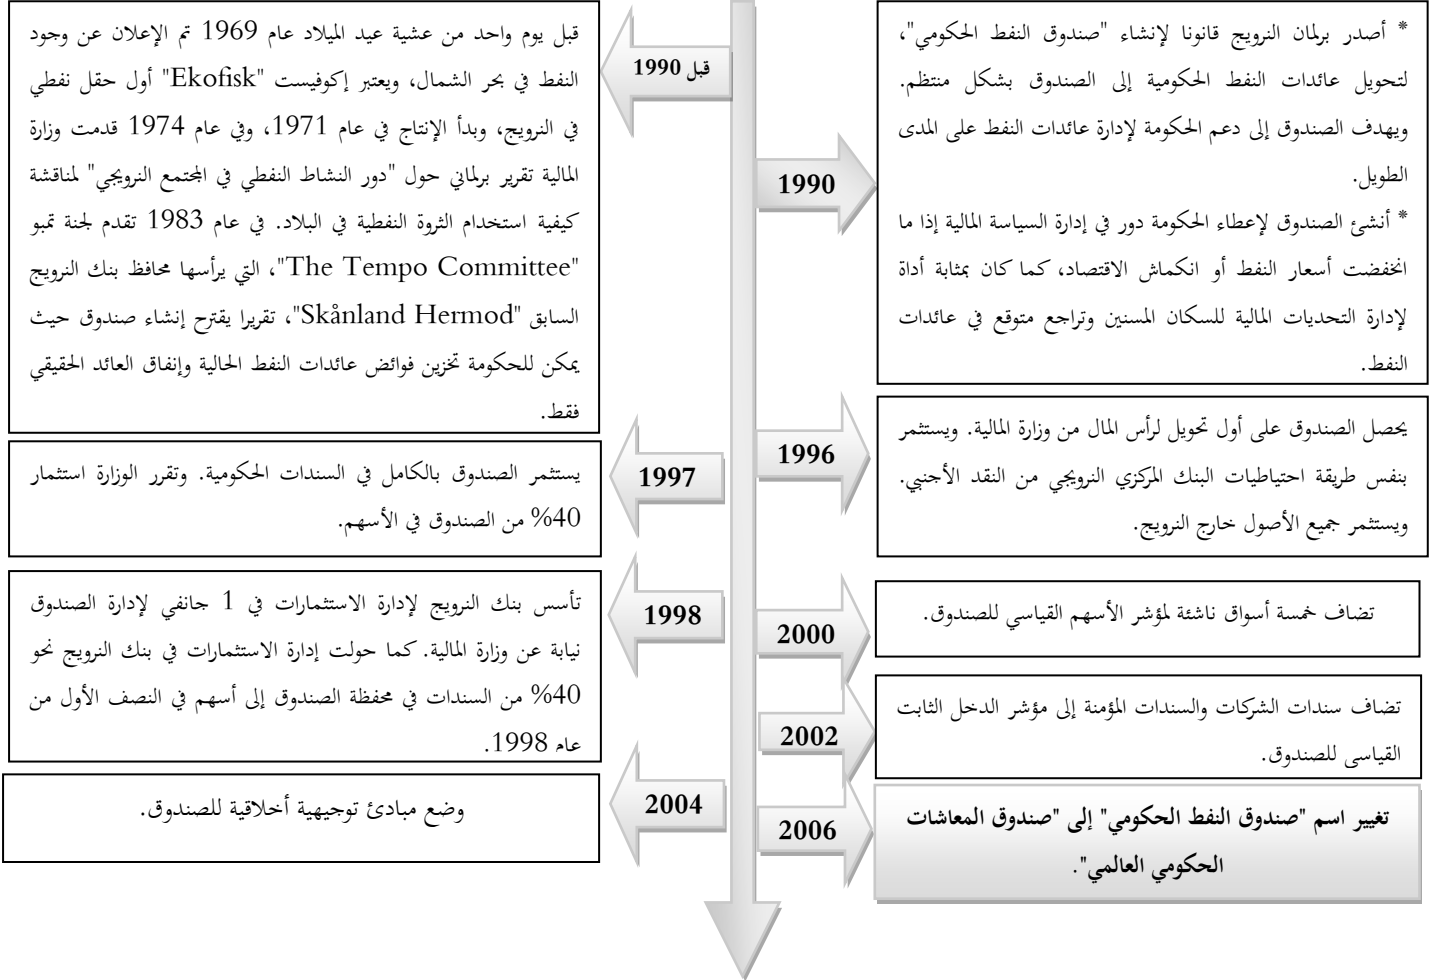 قبل 1990
قبل يوم واحد من عشية عيد الميلاد عام 1969 تم الإعلان عن وجود
النفط في بحر الشمال، ويعتبر إكوفيست "Ekofisk" أول حقل نفطي
في النرويج، وبدأ الإنتاج في عام 1971، وفي عام 1974 قدمت وزارة
المالية تقرير برلماني حول "دور النشاط النفطي في المجتمع النرويجي" لمناقشة
كيفية استخدام الثروة النفطية في البلاد. في عام 1983 تقدم لجنة تمبو
"The Tempo Committee"، التي يرأسها محافظ بنك النرويج
السابق "Skånland Hermod"، تقريرا يقترح إنشاء صندوق حيث
يمكن للحكومة تخزين فوائض عائدات النفط الحالية وإنفاق العائد الحقيقي
فقط.
1990
* أصدر برلمان النرويج قانونا لإنشاء "صندوق النفط الحكومي"،
لتحويل عائدات النفط الحكومية إلى الصندوق بشكل منتظم.
ويهدف الصندوق إلى دعم الحكومة لإدارة عائدات النفط على المدى
الطويل.
* أنشئ الصندوق لإعطاء الحكومة دور في إدارة السياسة المالية إذا ما
انخفضت أسعار النفط أو انكماش الاقتصاد، كما كان بمثابة أداة
لإدارة التحديات المالية للسكان المسنين وتراجع متوقع في عائدات
النفط.
1996
يحصل الصندوق على أول تحويل لرأس المال من وزارة المالية. ويستثمر
بنفس طريقة احتياطيات البنك المركزي النرويجي من النقد الأجنبي.
ويستثمر جميع الأصول خارج النرويج.
1997
يستثمر الصندوق بالكامل في السندات الحكومية. وتقرر الوزارة استثمار
40% من الصندوق في الأسهم.
1998
تأسس بنك النرويج لإدارة الاستثمارات في 1 جانفي لإدارة الصندوق
نيابة عن وزارة المالية. كما حولت إدارة الاستثمارات في بنك النرويج نحو
40% من السندات في محفظة الصندوق إلى أسهم في النصف الأول من
عام 1998.
2000
تضاف خمسة أسواق ناشئة لمؤشر الأسهم القياسي للصندوق.
2002
تضاف سندات الشركات والسندات المؤمنة إلى مؤشر الدخل الثابت
القياسي للصندوق.
2004
وضع مبادئ توجيهية أخلاقية للصندوق.
2006
تغيير اسم "صندوق النفط الحكومي" إلى "صندوق المعاشات
الحكومي العالمي".